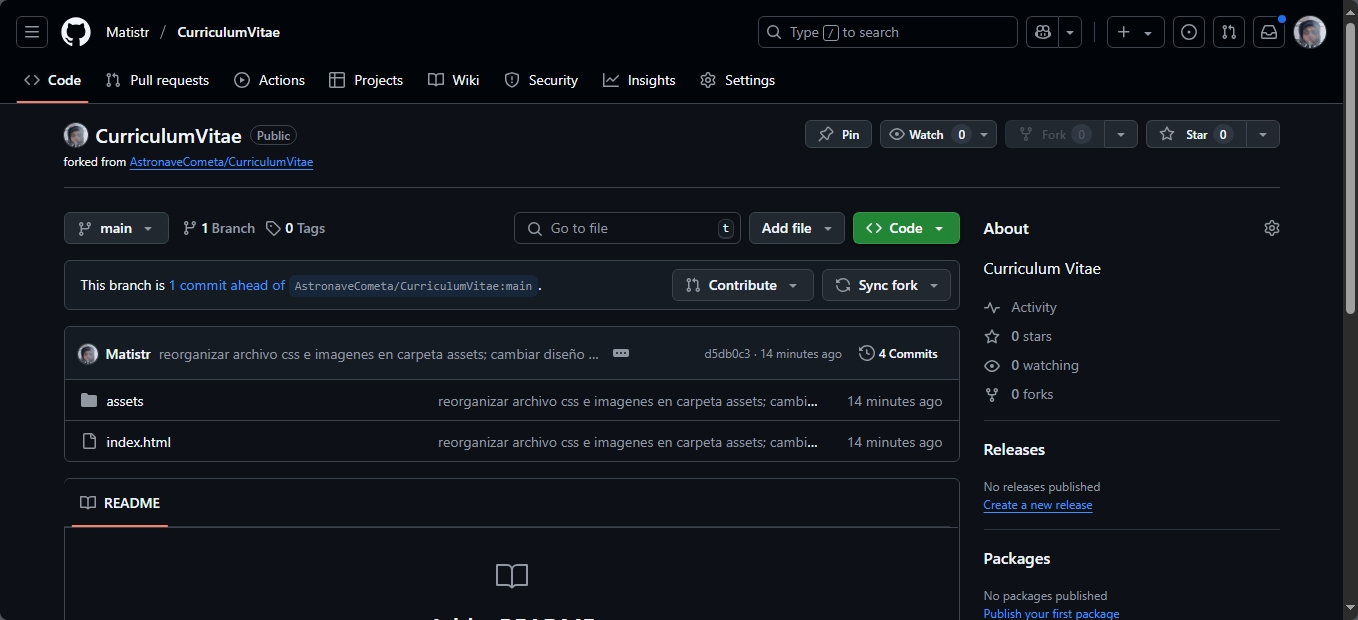 Matistr / CurriculumVitae Type / to search
Code Pull requests Actions Projects Wiki Security Insights Settings
CurriculumVitae Public Pin Watch 0 Fork 0 Star 0
forked from AstronaveCometa/CurriculumVitae
main 1 Branch 0 Tags Go to file t Add file Code
This branch is 1 commit ahead of AstronaveCometa/CurriculumVitae:main . Contribute Sync fork
Matistr reorganizar archivo css e imagenes en carpeta assets; cambiar diseño ... d5db0c3 · 14 minutes ago 4 Commits
assets reorganizar archivo css e imagenes en carpeta assets; cambi... 14 minutes ago
index.html reorganizar archivo css e imagenes en carpeta assets; cambi... 14 minutes ago
README
About
Curriculum Vitae
Activity
0 stars
0 watching
0 forks
Releases
No releases published
Create a new release
Packages
No packages published
Publish your first package